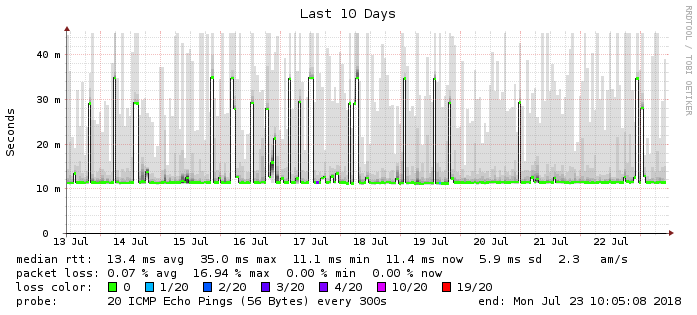 Last 10 Days
RRDTOOL / TOBI OETIKER
Seconds
40 m
30 m
20 m
10 m
0
13 Jul 14 Jul 15 Jul 16 Jul 17 Jul 18 Jul 19 Jul 20 Jul 21 Jul 22 Jul
median rtt: 13.4 ms avg 35.0 ms max 11.1 ms min 11.4 ms now 5.9 ms sd 2.3 am/s
packet loss: 0.07 % avg 16.94 % max 0.00 % min 0.00 % now
loss color: 0 1/20 2/20 3/20 4/20 10/20 19/20
probe: 20 ICMP Echo Pings (56 Bytes) every 300s end: Mon Jul 23 10:05:08 2018